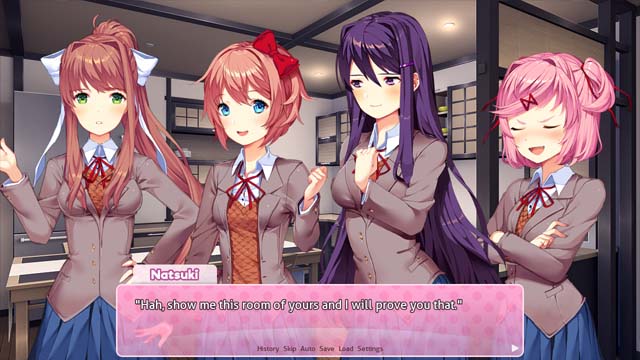 Natsuki
"Hah, show me this room of yours and I will prove you that."
History Skip Auto Save Load Settings